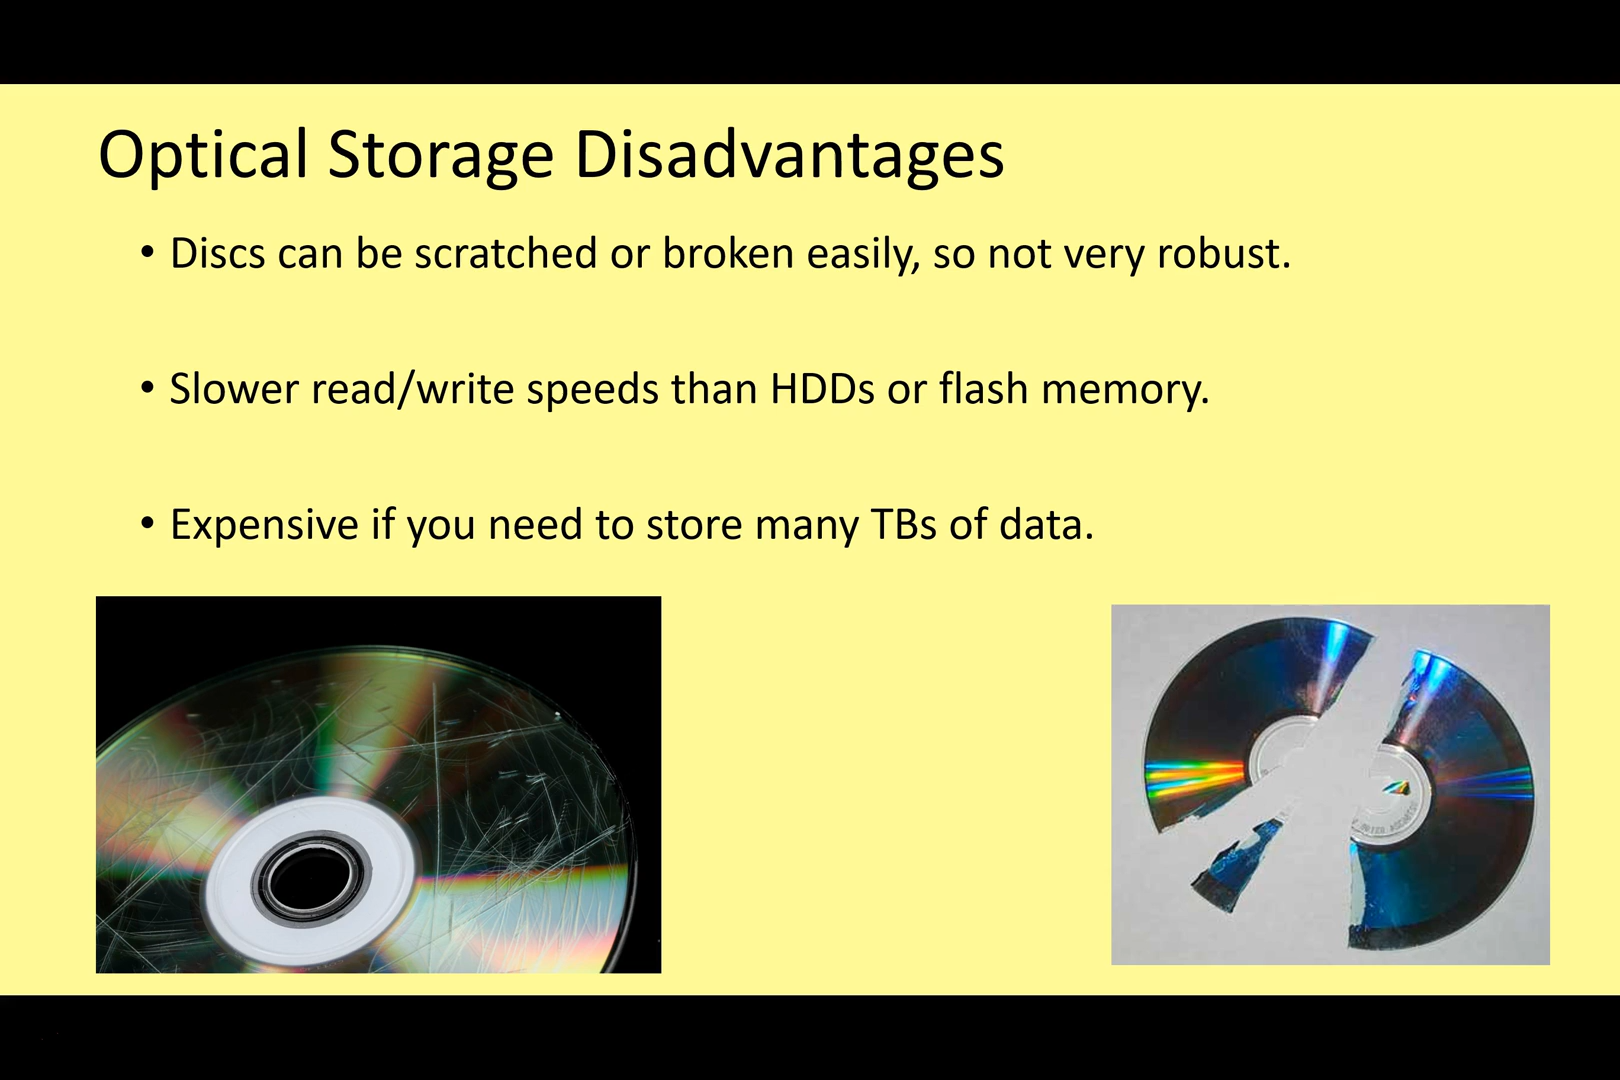 Optical Storage Disadvantages
• Discs can be scratched or broken easily, so not very robust.
• Slower read/write speeds than HDDs or flash memory.
• Expensive if you need to store many TBs of data.